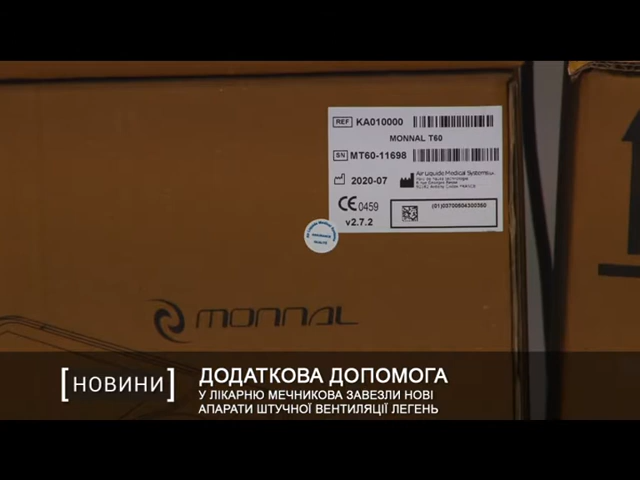 REF KA010000
MONNAL T60
SN MT60-11698
2020-07
Air Liquide Medical Systems
CE 0459
v2.7.2
MONNAL
[НОВИНИ]
ДОДАТКОВА ДОПОМОГА
У ЛІКАРНЮ МЕЧНИКОВА ЗАВЕЗЛИ НОВІ
АПАРАТИ ШТУЧНОЇ ВЕНТИЛЯЦІЇ ЛЕГЕНЬ